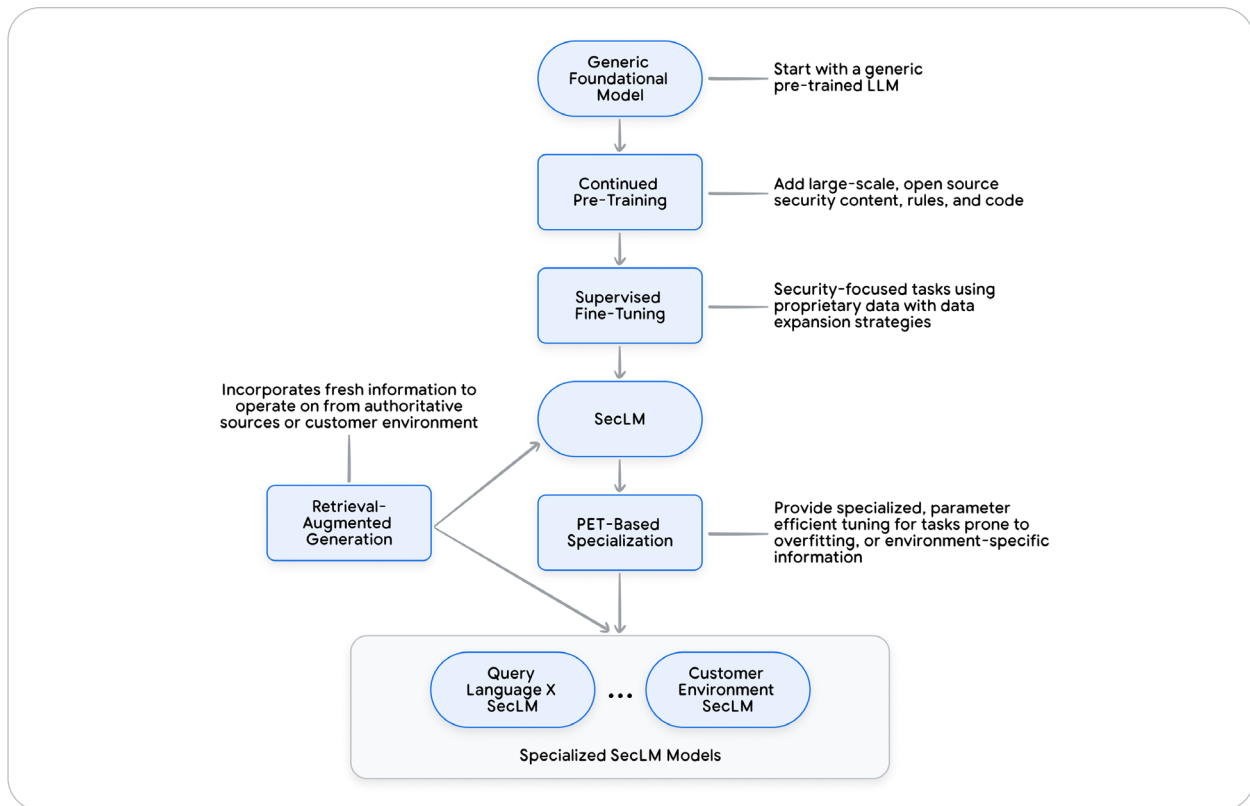 Generic
Foundational
Model
Start with a generic
pre-trained LLM
Continued
Pre-Training
Add large-scale, open source
security content, rules, and code
Supervised
Fine-Tuning
Security-focused tasks using
proprietary data with data
expansion strategies
Incorporates fresh information to
operate on from authoritative
sources or customer environment
SecLM
Retrieval-
Augmented
Generation
PET-Based
Specialization
Provide specialized, parameter
efficient tuning for tasks prone to
overfitting, or environment-specific
information
Query
Language X
SecLM
...
Customer
Environment
SecLM
Specialized SecLM Models